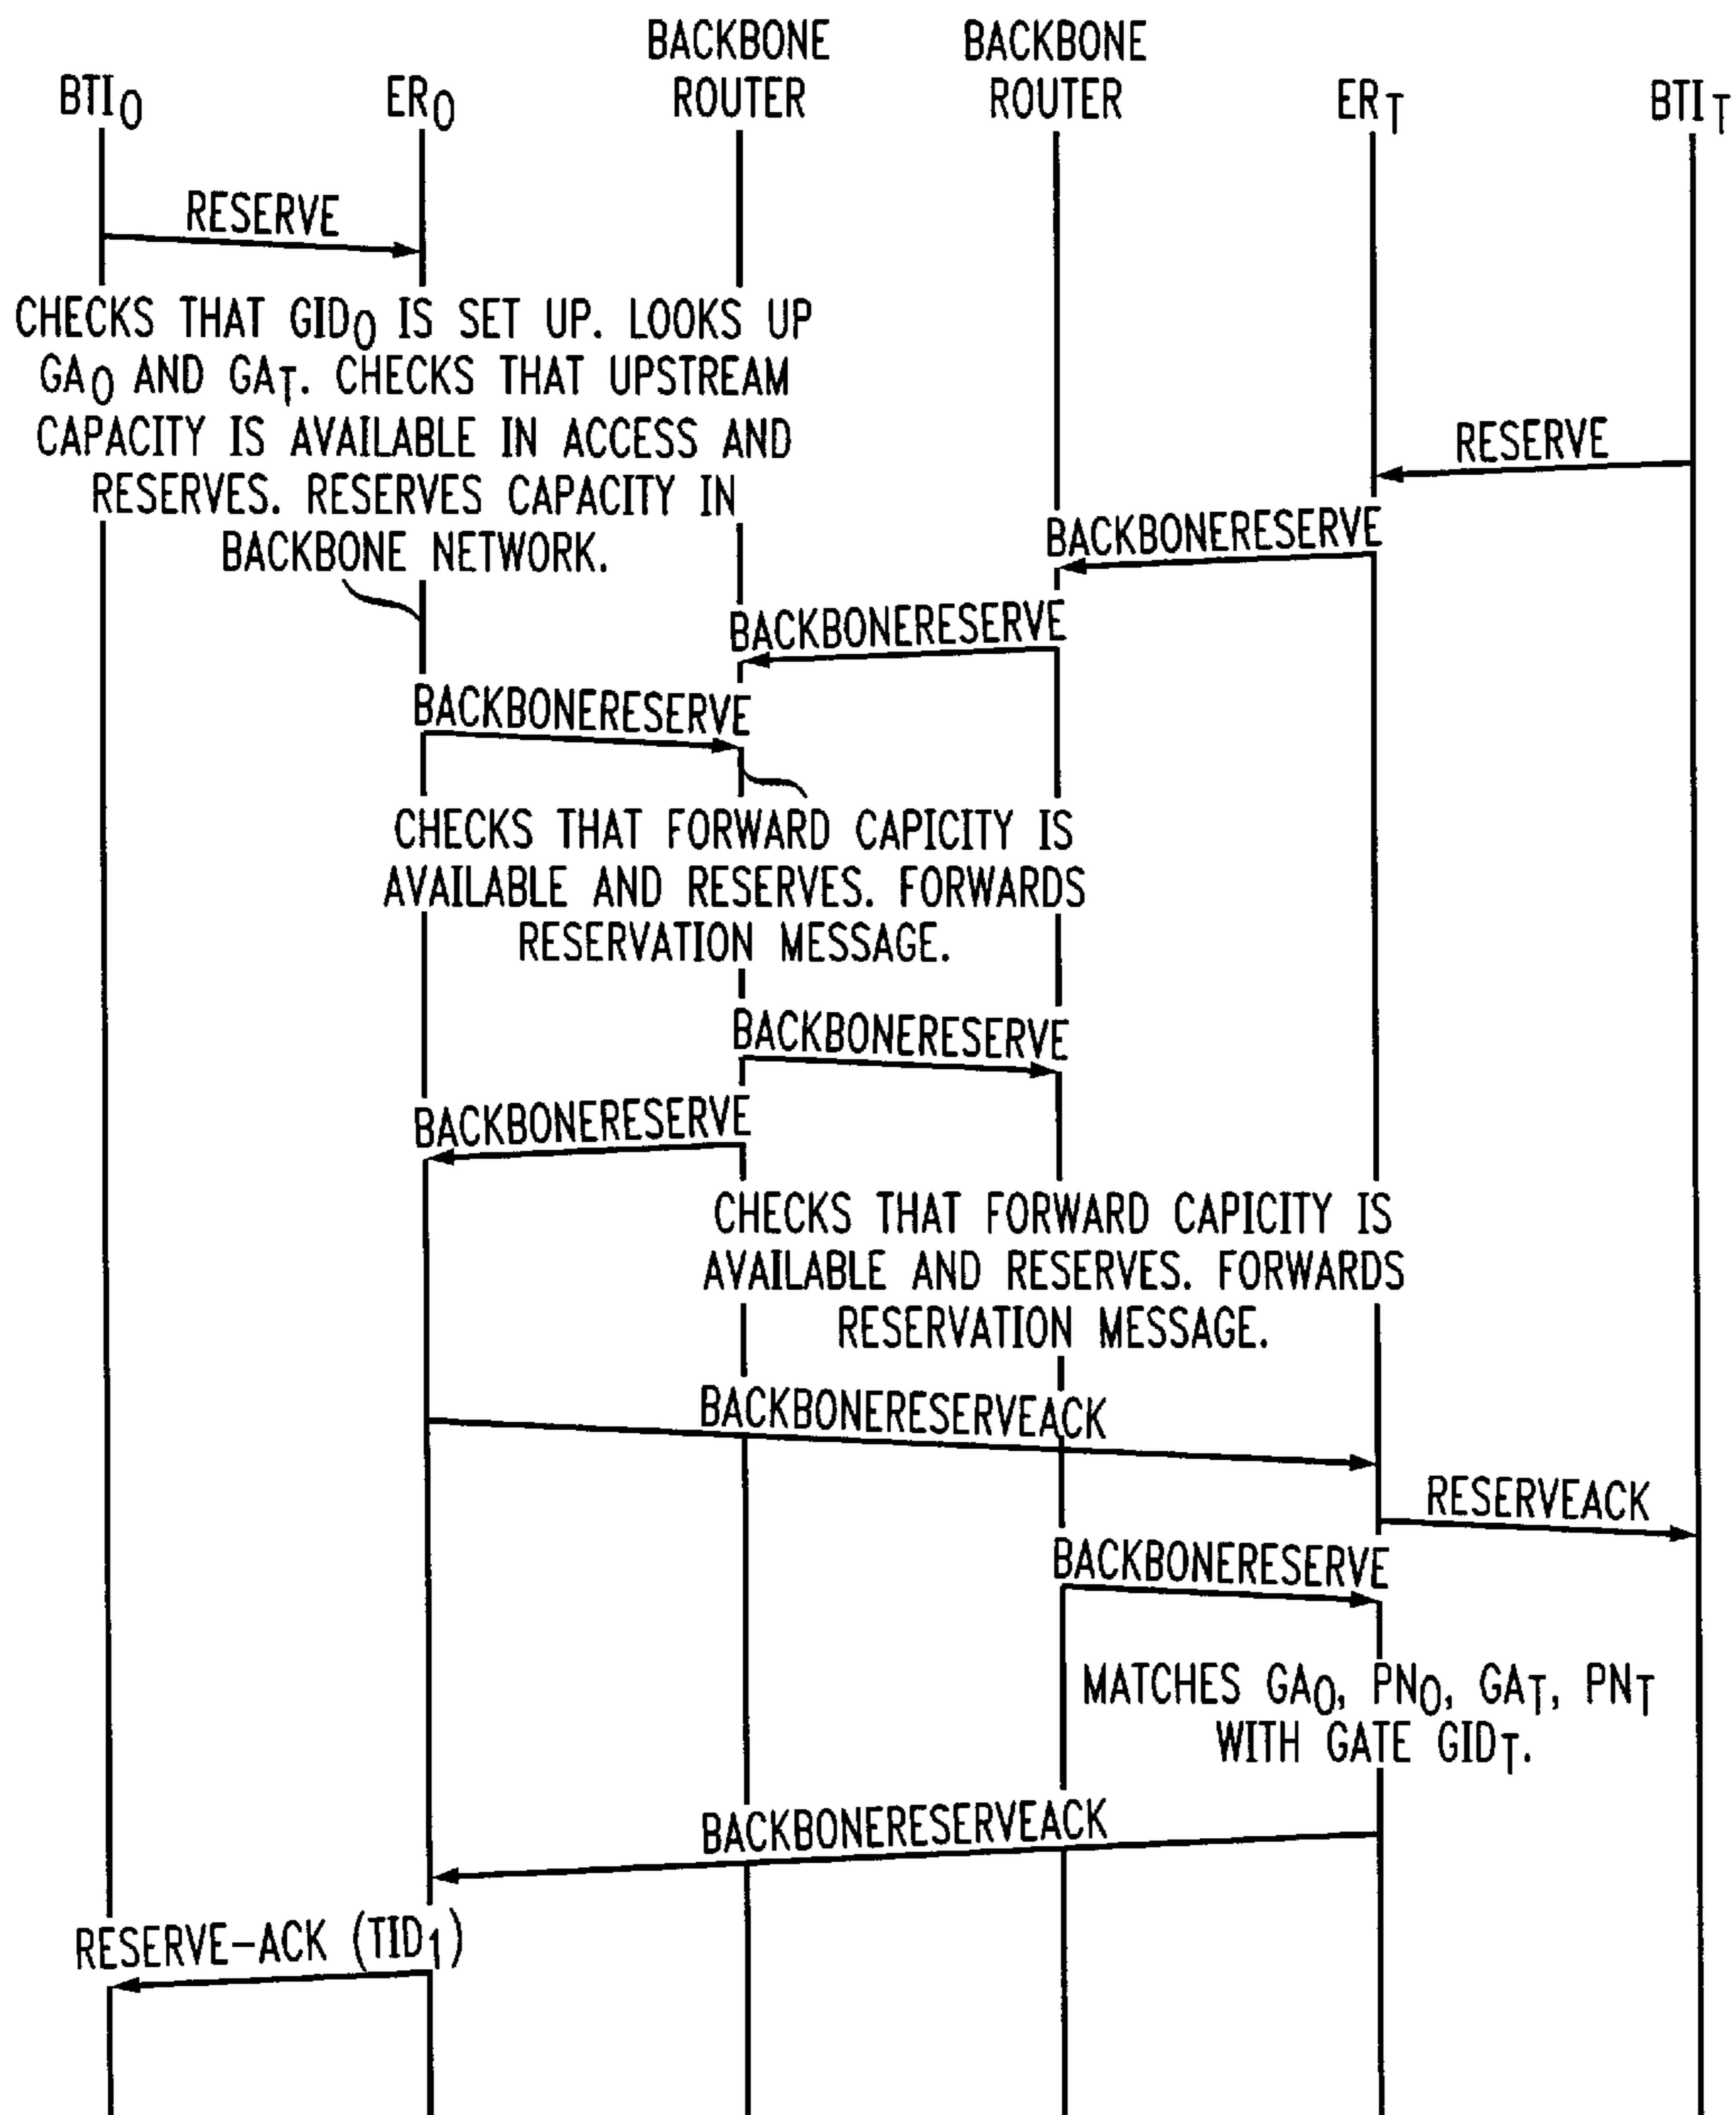 BACKBONE ROUTER
BACKBONE ROUTER
BTI0
ER0
ERT
BTIT
RESERVE
CHECKS THAT GID0 IS SET UP. LOOKS UP
GA0 AND GAT. CHECKS THAT UPSTREAM
CAPACITY IS AVAILABLE IN ACCESS AND
RESERVES. RESERVES CAPACITY IN
BACKBONE NETWORK.
RESERVE
BACKBONERESERVE
BACKBONERESERVE
BACKBONERESERVE
CHECKS THAT FORWARD CAPICITY IS
AVAILABLE AND RESERVES. FORWARDS
RESERVATION MESSAGE.
BACKBONERESERVE
BACKBONERESERVE
CHECKS THAT FORWARD CAPICITY IS
AVAILABLE AND RESERVES. FORWARDS
RESERVATION MESSAGE.
BACKBONERESERVEACK
RESERVEACK
BACKBONERESERVE
MATCHES GA0, PN0, GAT, PNT
WITH GATE GIDT.
BACKBONERESERVEACK
RESERVE-ACK (TID1)